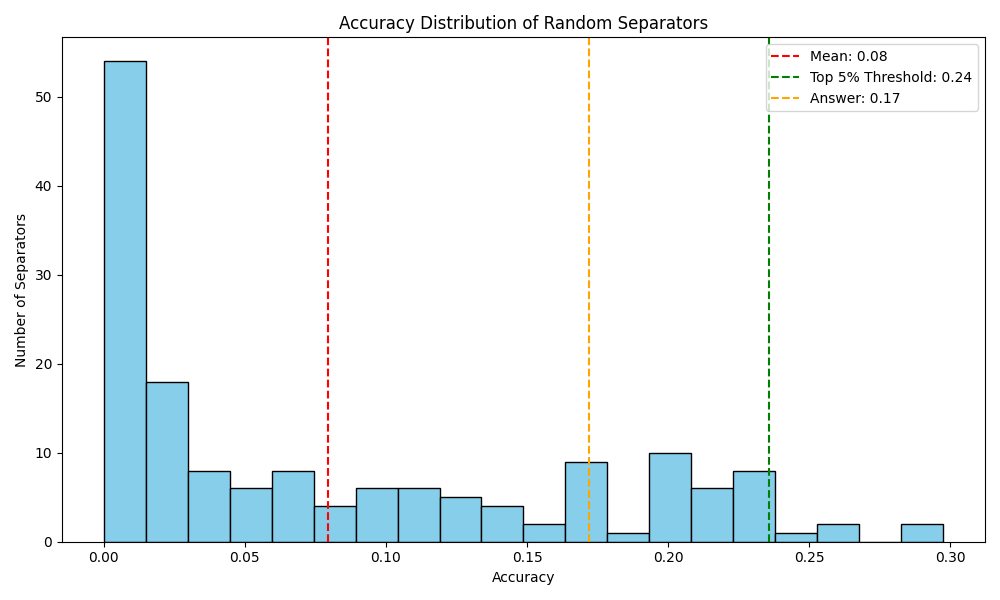 Accuracy Distribution of Random Separators
Mean: 0.08
Top 5% Threshold: 0.24
Answer: 0.17
Number of Separators
50
40
30
20
10
0
0.00 0.05 0.10 0.15 0.20 0.25 0.30
Accuracy